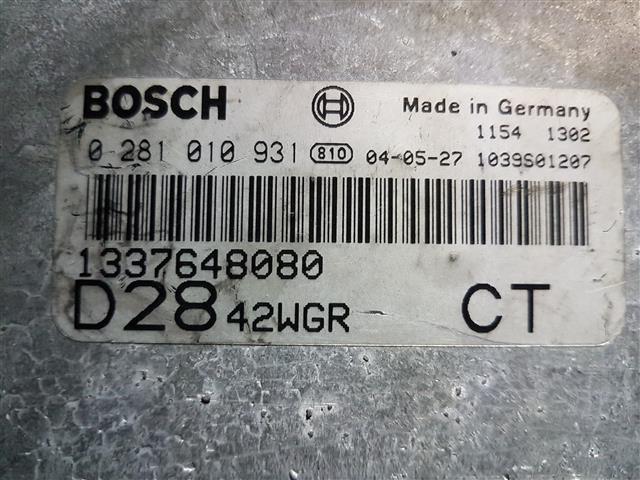 BOSCH Made in Germany
1154 1302
0 281 010 931 810 04-05-27 1039S01207
1337648080
D28 42WGR CT